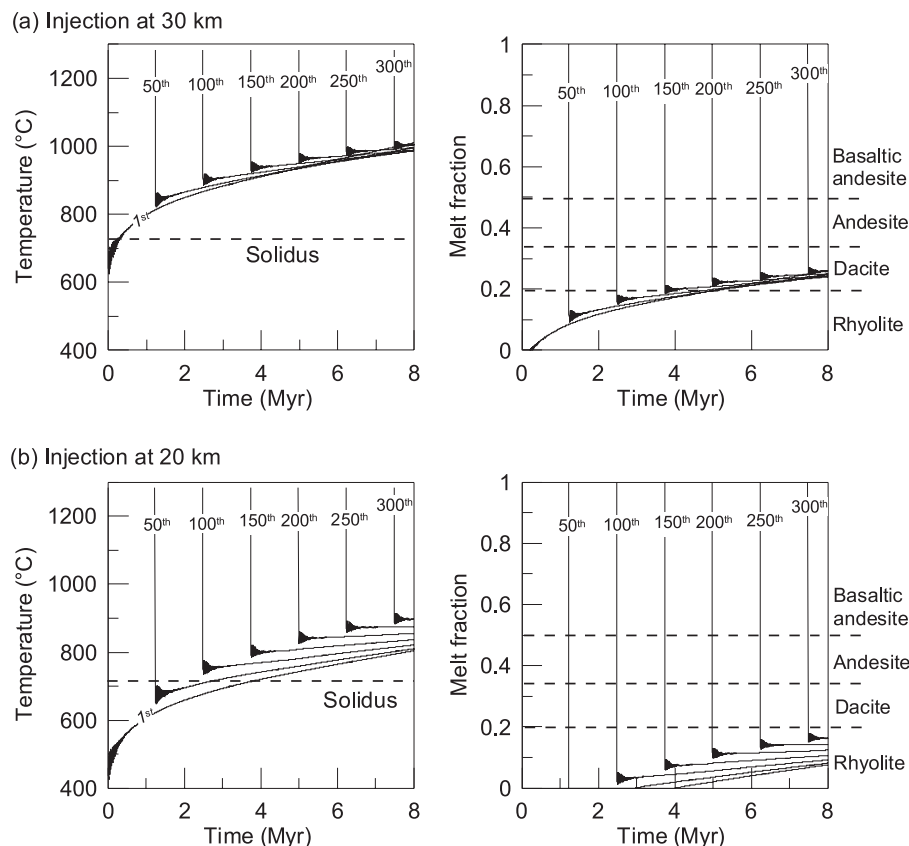 (a) Injection at 30 km
1300
1200
1000
800
600
400
Temperature (°C)
50th
100th
150th
200th
250th
300th
1st
Solidus
0
2
4
6
8
Time (Myr)
1
0.8
0.6
0.4
0.2
0
Melt fraction
50th
100th
150th
200th
250th
300th
Basaltic
andesite
Andesite
Dacite
Rhyolite
0
2
4
6
8
Time (Myr)
(b) Injection at 20 km
1200
1000
800
600
400
Temperature (°C)
50th
100th
150th
200th
250th
300th
1st
Solidus
0
2
4
6
8
Time (Myr)
1
0.8
0.6
0.4
0.2
0
Melt fraction
50th
100th
150th
200th
250th
300th
Basaltic
andesite
Andesite
Dacite
Rhyolite
0
2
4
6
8
Time (Myr)